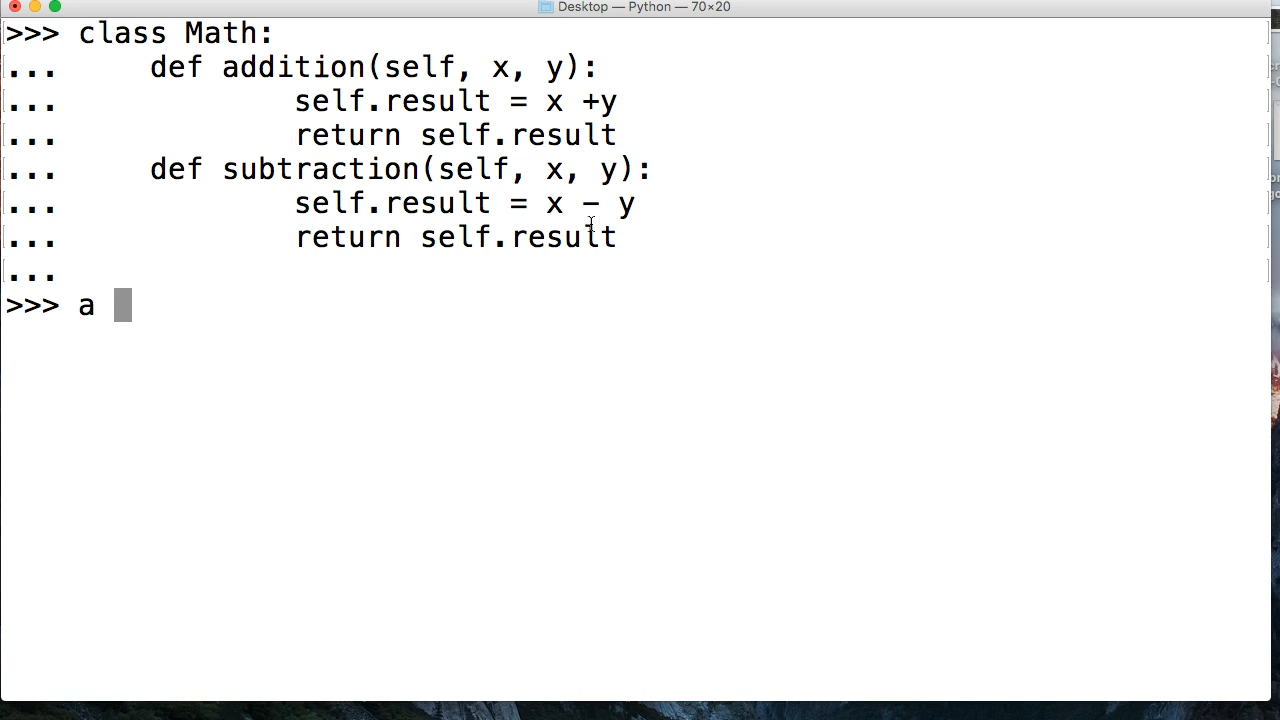 Desktop — Python — 70×20
>>> class Math:
...     def addition(self, x, y):
...             self.result = x +y
...             return self.result
...     def subtraction(self, x, y):
...             self.result = x - y
...             return self.result
...
>>> a